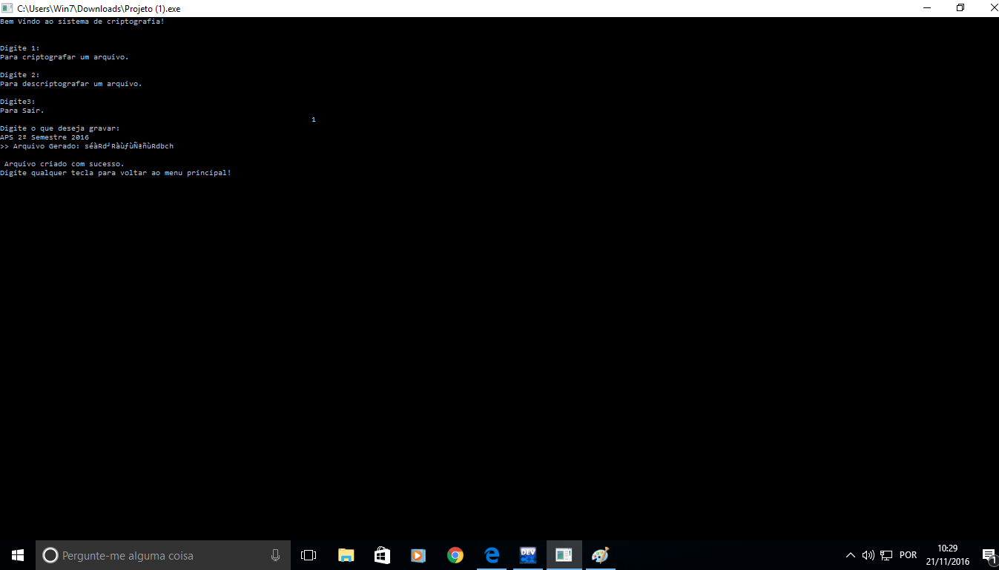 C:\Users\Win7\Downloads\Projeto (1).exe
Bem Vindo ao sistema de criptografia!
Digite 1:
Para criptografar um arquivo.
Digite 2:
Para descriptografar um arquivo.
Digite3:
Para Sair.
1
Digite o que deseja gravar:
APS 2º Semestre 2016
>> Arquivo Gerado: séàRd╝RàùƒùÑªñùRdbch
Arquivo criado com sucesso.
Digite qualquer tecla para voltar ao menu principal!
Pergunte-me alguma coisa
DEV
POR
10:29
21/11/2016
1